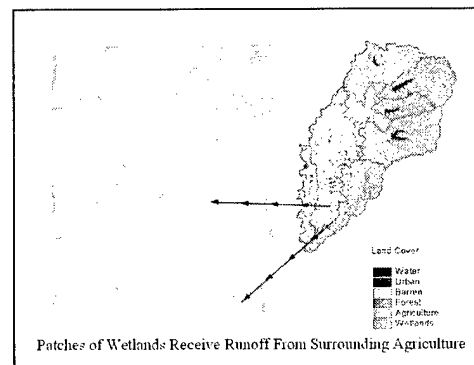 Land Cover
Water
Urban
Barren
Forest
Agriculture
Wetlands
Patches of Wetlands Receive Runoff From Surrounding Agriculture